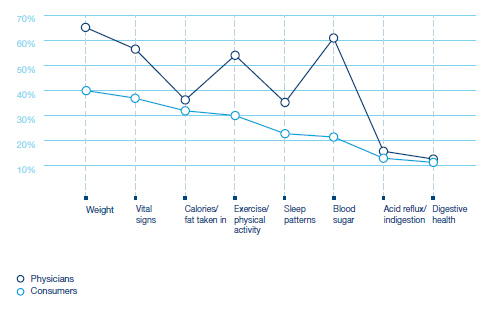 70%
60%
50%
40%
30%
20%
10%
Weight
Vital
signs
Calories/
fat taken in
Exercise/
physical
activity
Sleep
patterns
Blood
sugar
Acid reflux/
indigestion
Digestive
health
Physicians
Consumers